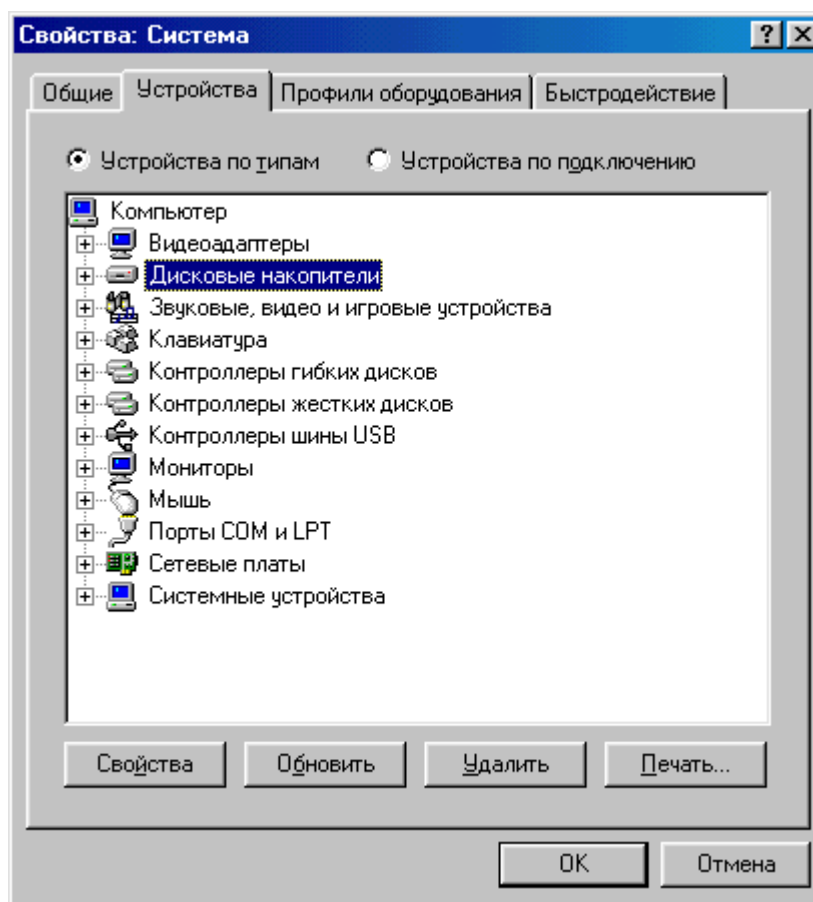 Свойства: Система
Общие Устройства Профили оборудования Быстродействие
Устройства по типам Устройства по подключению
Компьютер
Видеоадаптеры
Дисковые накопители
Звуковые, видео и игровые устройства
Клавиатура
Контроллеры гибких дисков
Контроллеры жестких дисков
Контроллеры шины USB
Мониторы
Мышь
Порты COM и LPT
Сетевые платы
Системные устройства
Свойства Обновить Удалить Печать...
OK Отмена